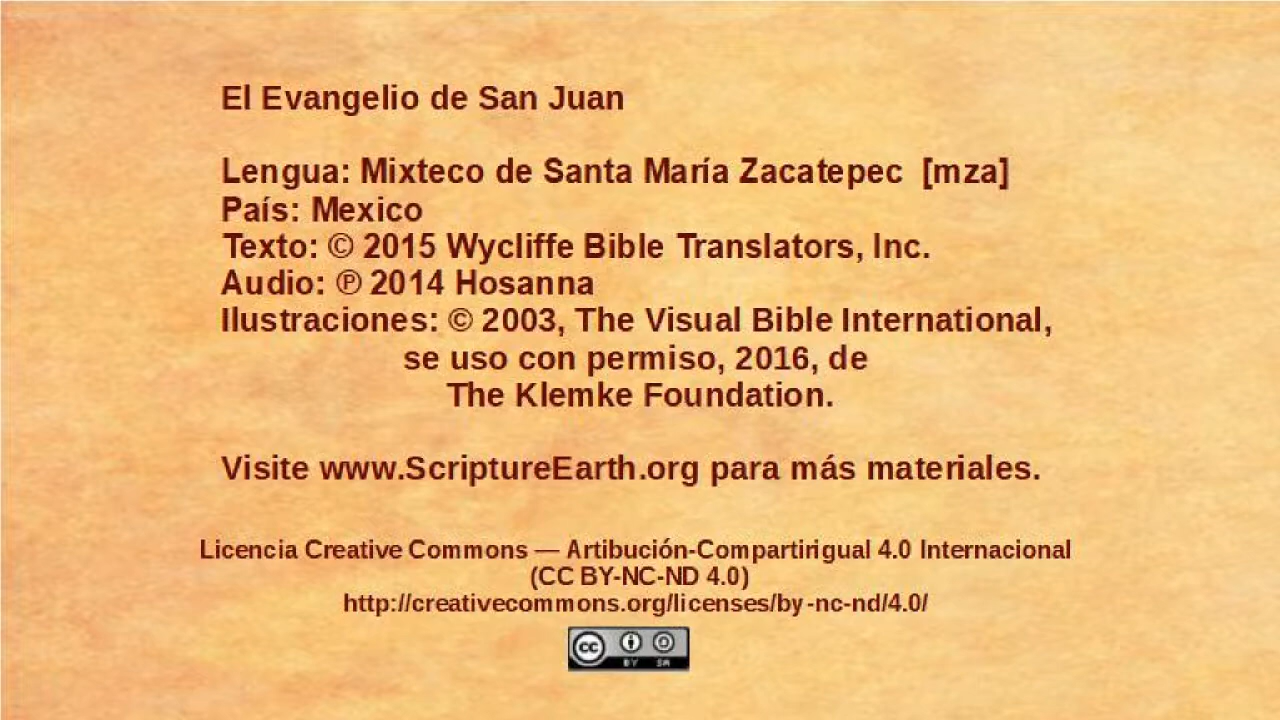 El Evangelio de San Juan
Lengua: Mixteco de Santa María Zacatepec [mza]
País: Mexico
Texto: © 2015 Wycliffe Bible Translators, Inc.
Audio: ℗ 2014 Hosanna
Ilustraciones: © 2003, The Visual Bible International,
se uso con permiso, 2016, de
The Klemke Foundation.
Visite www.ScriptureEarth.org para más materiales.
Licencia Creative Commons — Artibución-Compartirigual 4.0 Internacional
(CC BY-NC-ND 4.0)
http://creativecommons.org/licenses/by-nc-nd/4.0/
cc BY SA